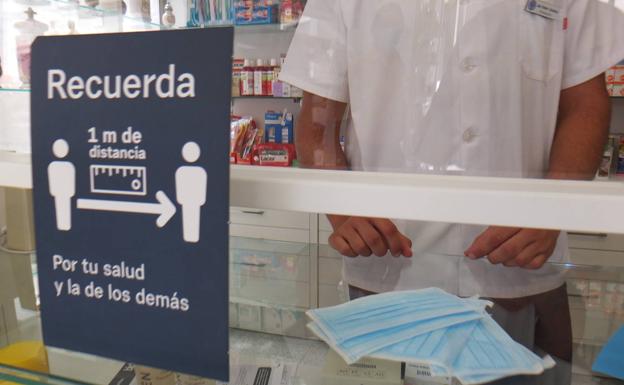 Recuerda
1 m de
distancia
Por tu salud
y la de los demás